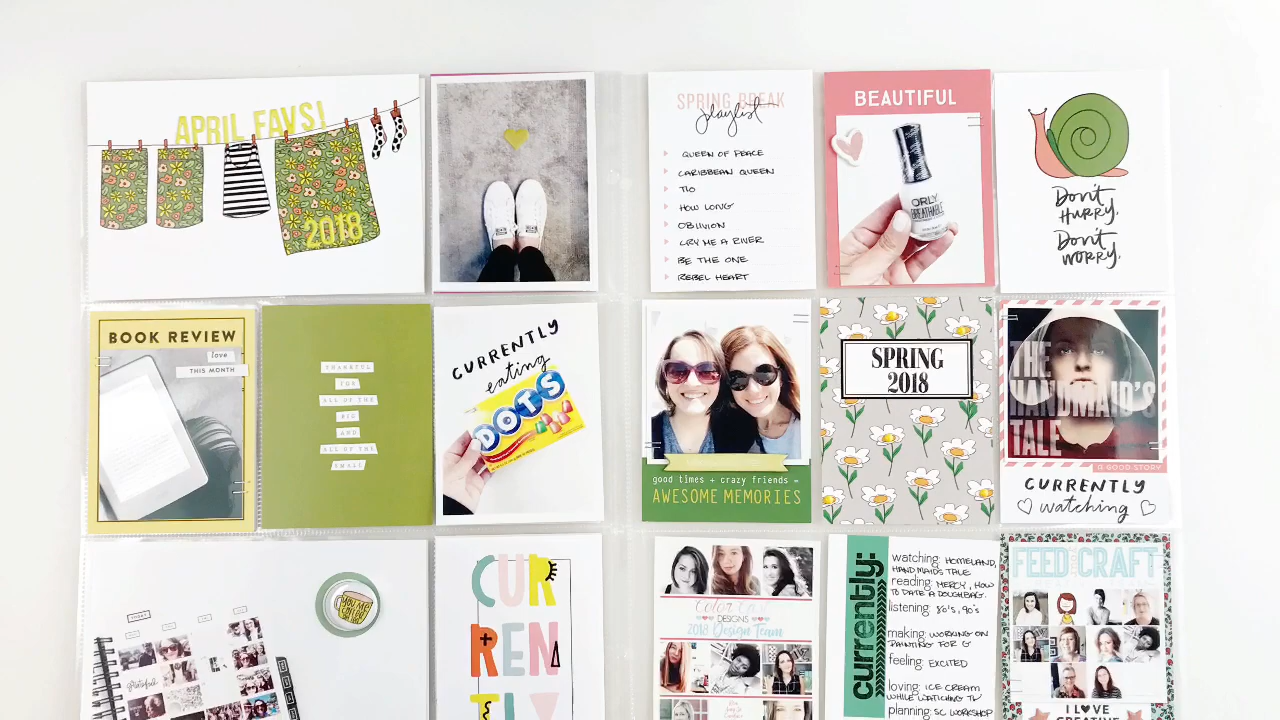 APRIL FAVS!
2018
SPRING BREAK
playlist
QUEEN OF PEACE
CARIBBEAN QUEEN
TIO
HOW LONG
OBLIVION
CRY ME A RIVER
BE THE ONE
REBEL HEART
BEAUTIFUL
ORLY
BREATHABLE
Don't
Hurry.
Don't
worry.
BOOK REVIEW
love
THIS MONTH
THANKFUL
FOR
ALL OF THE
BIG
AND
ALL OF THE
SMALL
CURRENTLY
eating
DOTS
good times + crazy friends =
AWESOME MEMORIES
SPRING
2018
THE
HANDMAID'S
TALE
A GOOD STORY
CURRENTLY
watching
grateful
CUR
REN
TLY
Color Cast
DESIGNS
2018 Design Team
currently:
watching: HOMELAND,
HANDMAIDS TALE
reading: MERCY, HOW
TO DATE A DOUCHEBAG.
listening: 80'S, 90'S
making: WORKING ON
PAINTING FOR G
feeling: EXCITED
loving: ICE CREAM
WHILE WATCHING TV
planning: SC WORKSHOP
FEED YOUR CRAFT
I LOVE
CREATIVE